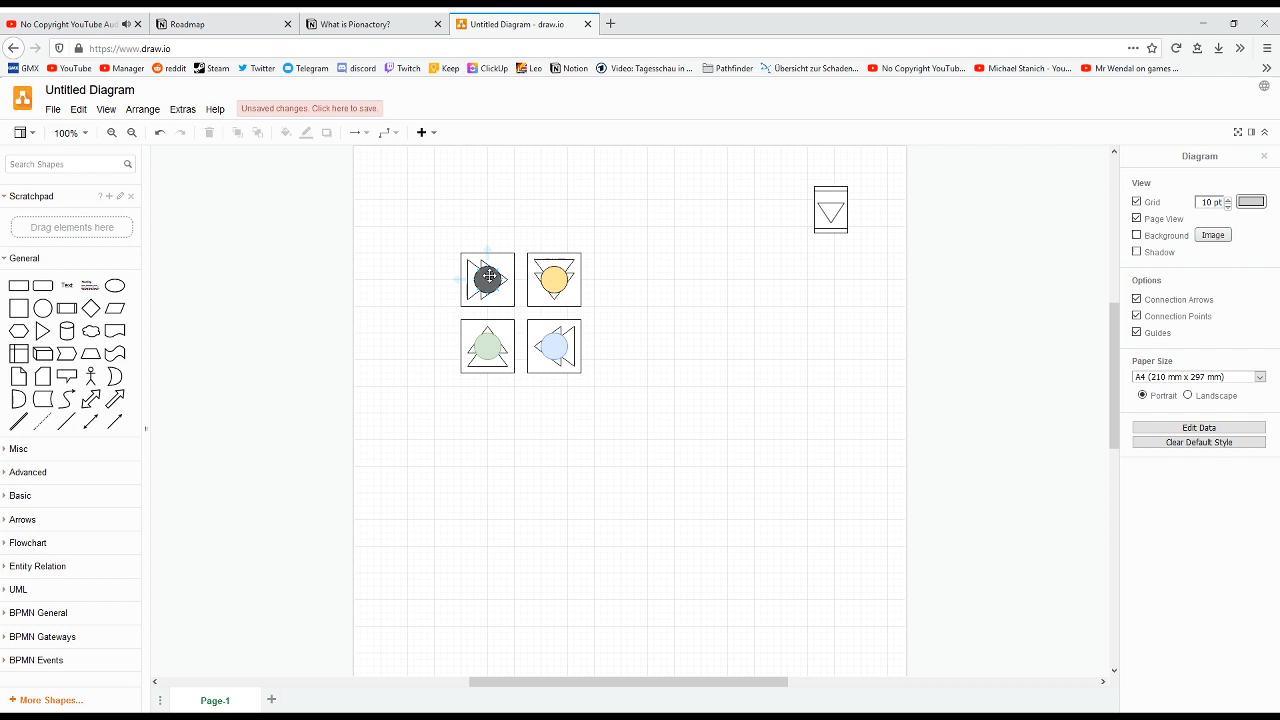 No Copyright YouTube Aud
Roadmap
What is Pionactory?
Untitled Diagram - draw.io
https://www.draw.io
GMX
YouTube
Manager
reddit
Steam
Twitter
Telegram
discord
Twitch
Keep
ClickUp
Notion
Video: Tagesschau in ...
Pathfinder
Übersicht zur Schaden...
No Copyright YouTub...
Michael Stanich - You...
Mr Wendal on games...
Untitled Diagram
File Edit View Arrange Extras Help
Unsaved changes. Click here to save.
100%
Search Shapes
Scratchpad
?
Drag elements here
General
Text
Misc
Advanced
Basic
Arrows
Flowchart
Entity Relation
UML
BPMN General
BPMN Gateways
BPMN Events
+ More Shapes...
Page-1
Diagram
View
Grid
10 pt
Page View
Background
Image
Shadow
Options
Connection Arrows
Connection Points
Guides
Paper Size
A4 (210 mm x 297 mm)
Portrait
Landscape
Edit Data
Clear Default Style